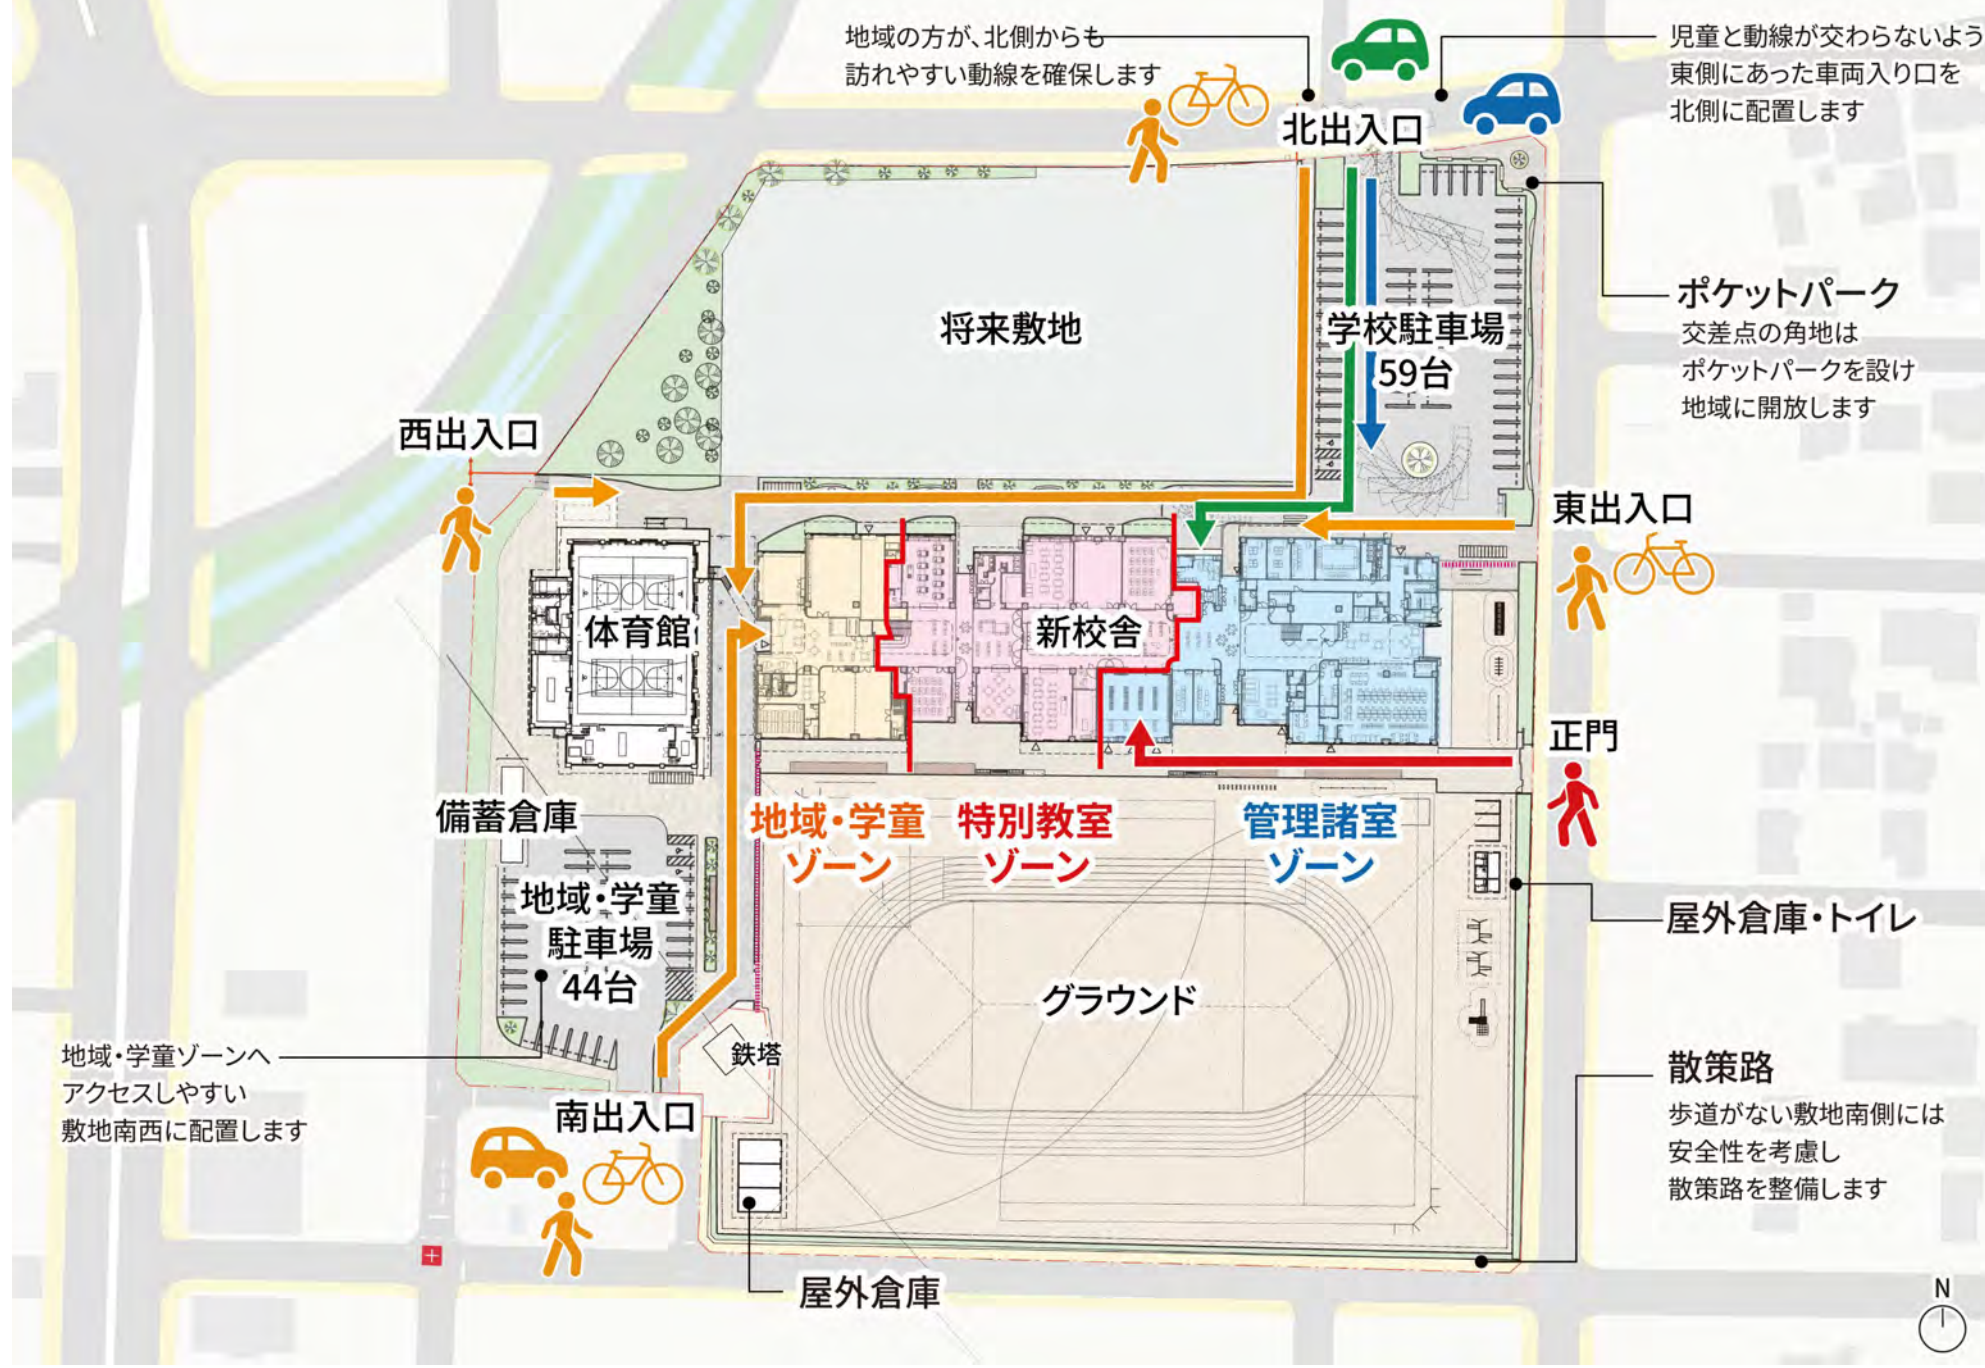 地域の方が、北側からも
訪れやすい動線を確保します
児童と動線が交わらないよう
東側にあった車両入り口を
北側に配置します
北出入口
ポケットパーク
交差点の角地は
ポケットパークを設け
地域に開放します
将来敷地
学校駐車場
59台
西出入口
東出入口
体育館
新校舎
正門
備蓄倉庫
地域・学童
ゾーン
特別教室
ゾーン
管理諸室
ゾーン
地域・学童
駐車場
44台
屋外倉庫・トイレ
グラウンド
鉄塔
地域・学童ゾーンへ
アクセスしやすい
敷地南西に配置します
散策路
歩道がない敷地南側には
安全性を考慮し
散策路を整備します
南出入口
屋外倉庫
N